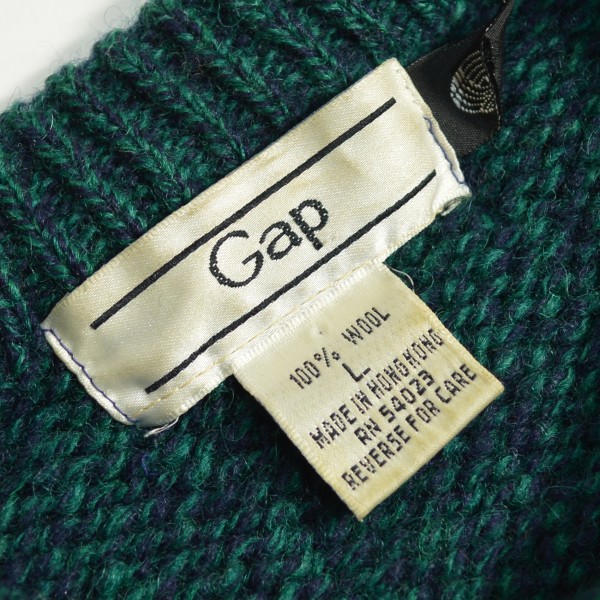 Gap
100% WOOL
L
MADE IN HONGKONG
RN 54023
REVERSE FOR CARE